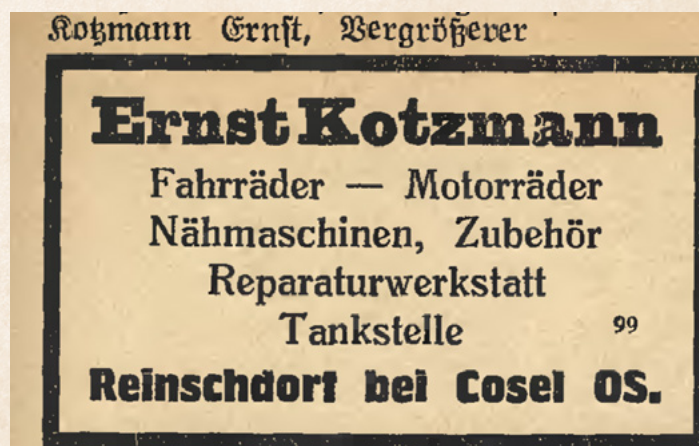 Kotzmann Ernst, Vergrößerer
Ernst Kotzmann
Fahrräder — Motorräder
Nähmaschinen, Zubehör
Reparaturwerkstatt
Tankstelle 99
Reinschdorf bei Cosel OS.